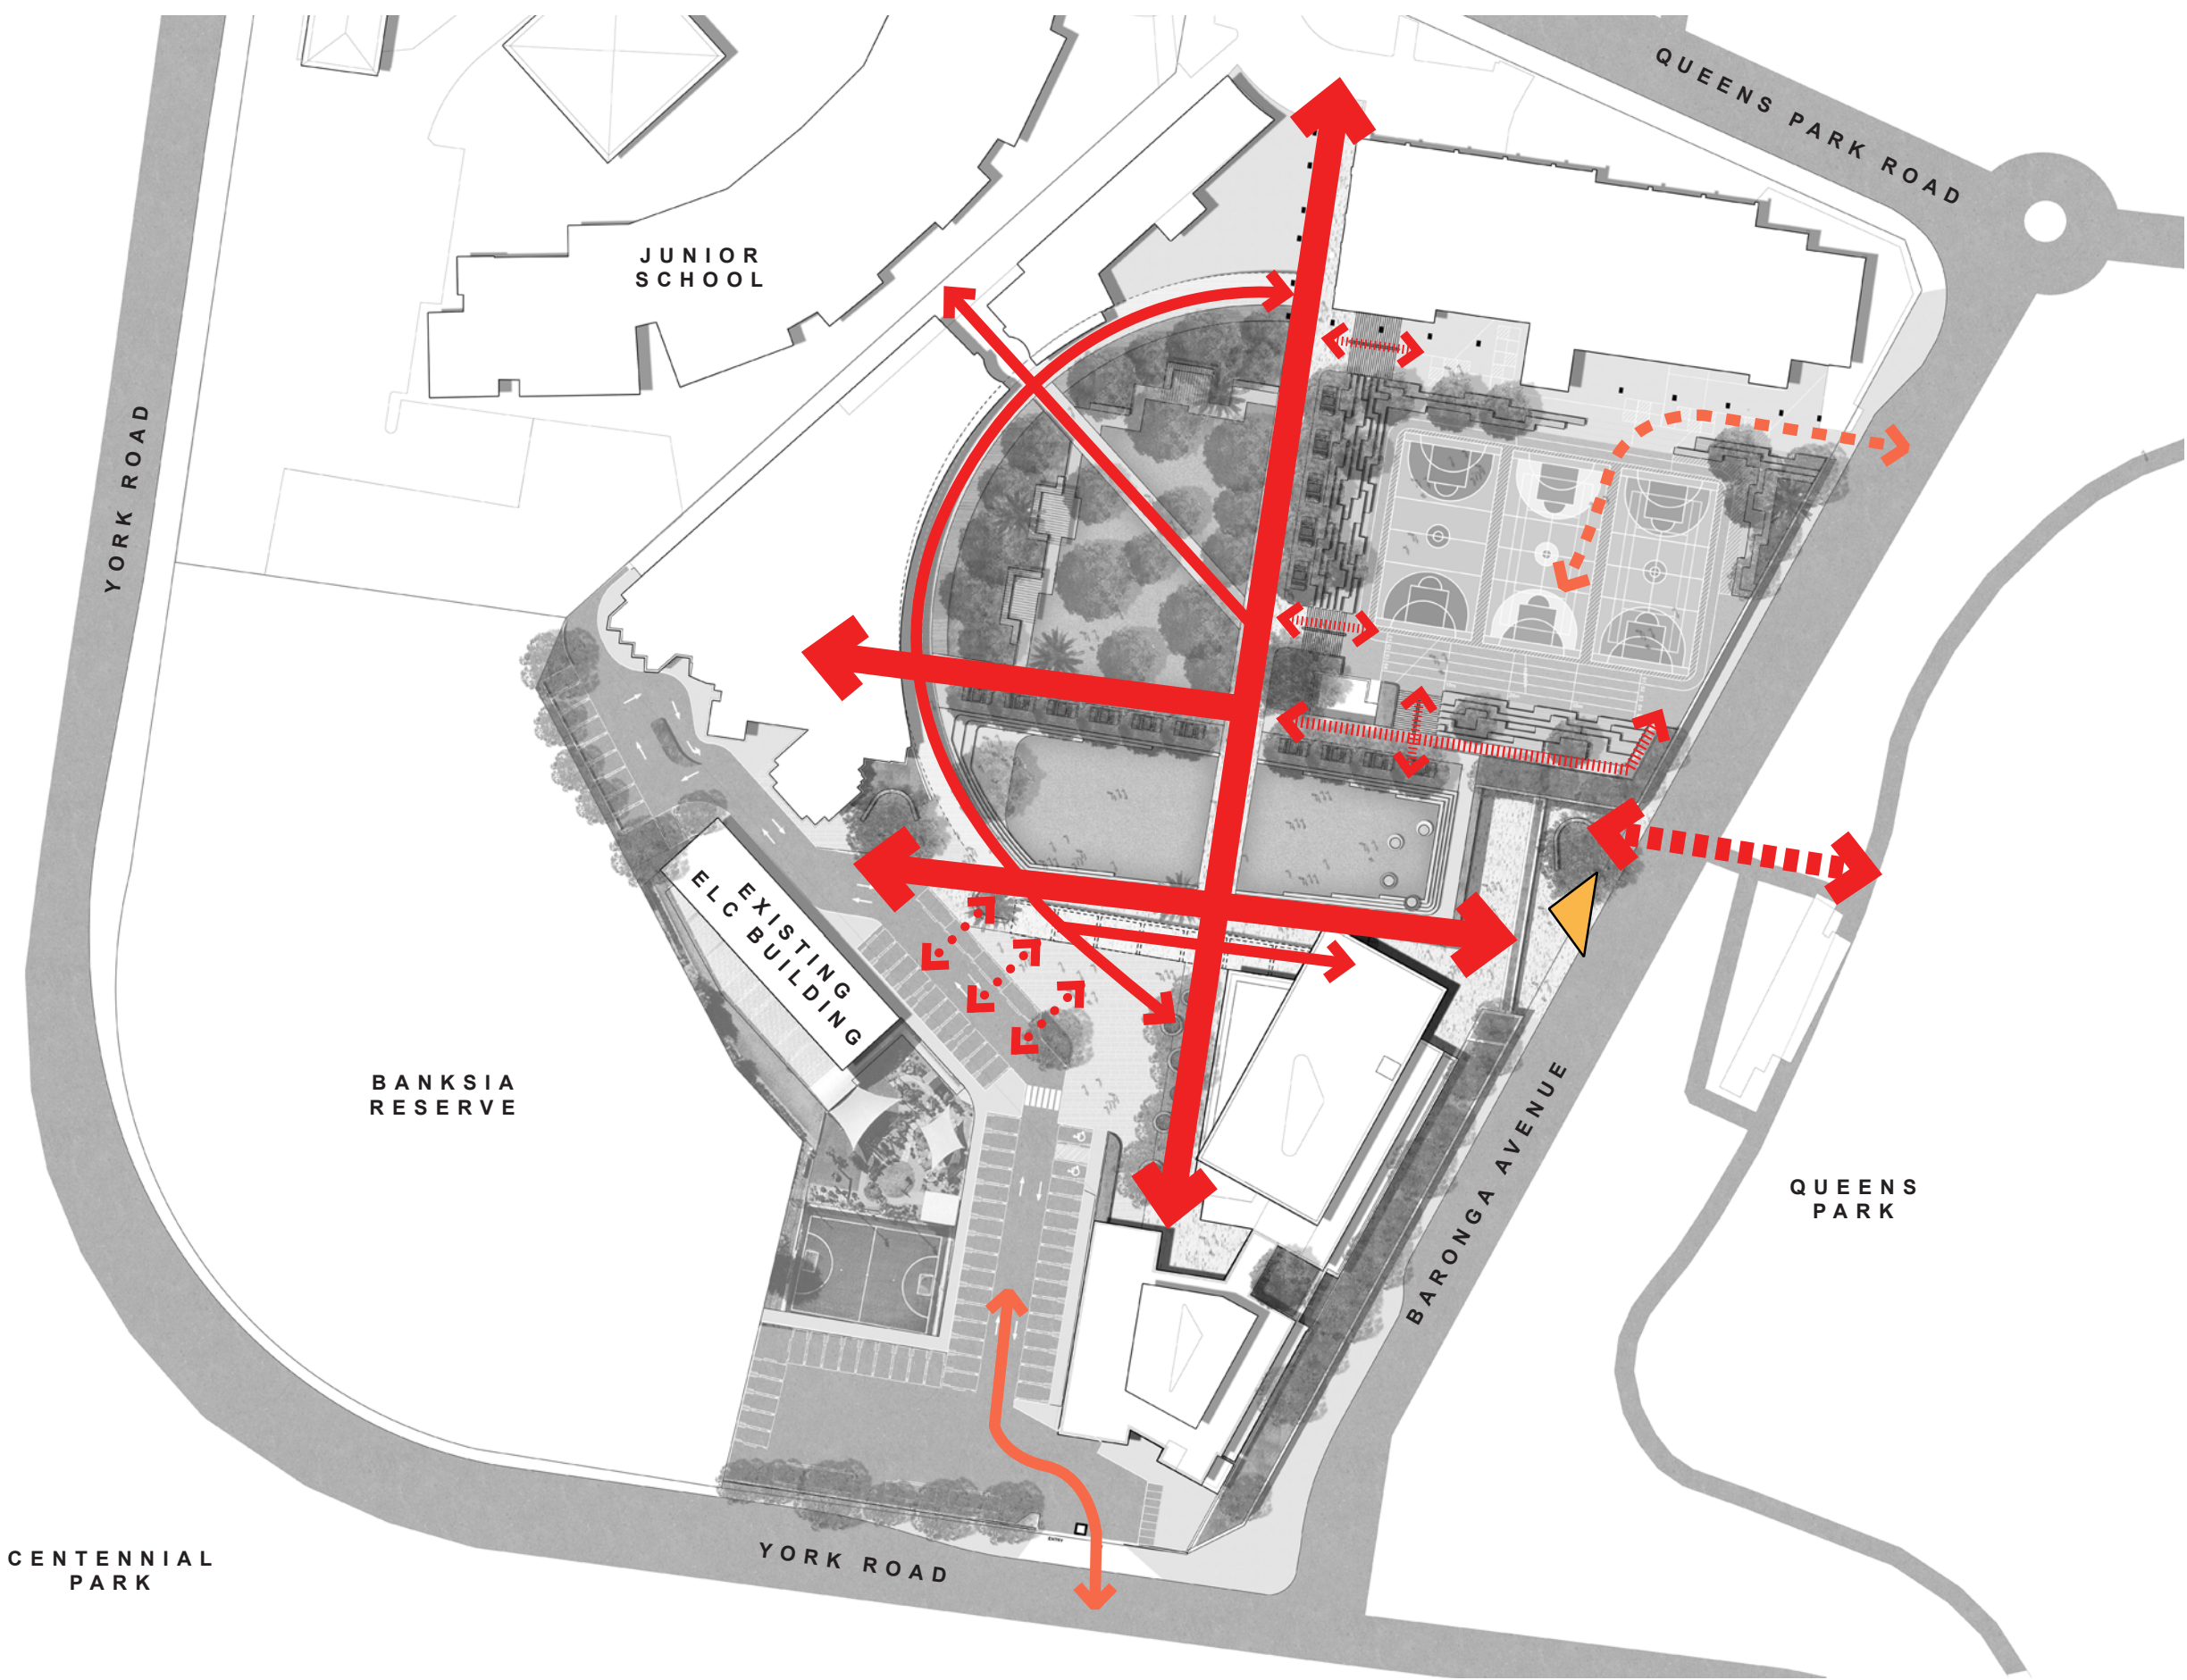 QUEENS PARK ROAD
JUNIOR
SCHOOL
YORK ROAD
EXISTING
ELC BUILDING
BANKSIA
RESERVE
BARONGA AVENUE
QUEENS
PARK
ENTRY
CENTENNIAL
PARK
YORK ROAD